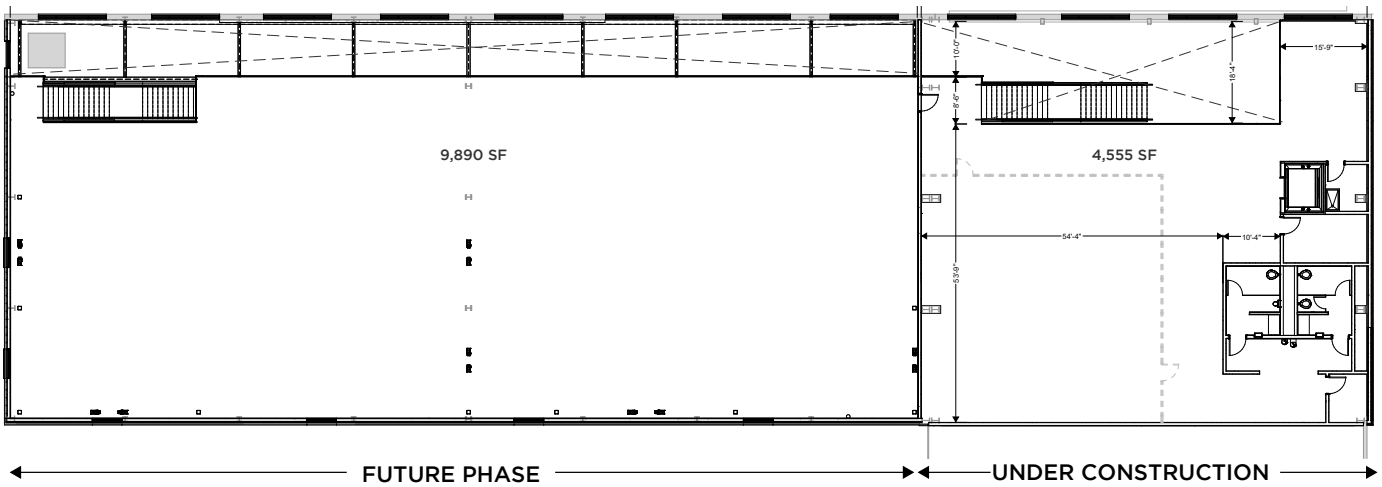 15'-9"
10'-0"
18'-4"
8'-6"
9,890 SF
4,555 SF
54'-4"
10'-4"
53'-9"
FUTURE PHASE
UNDER CONSTRUCTION